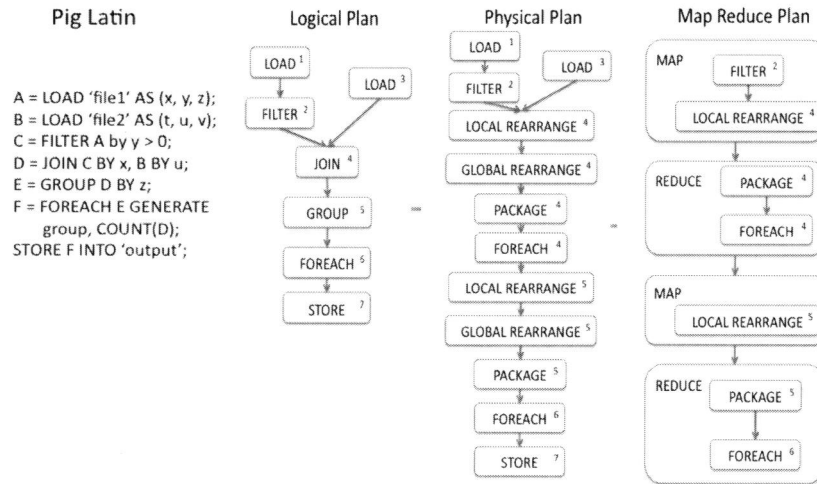 Pig Latin
A = LOAD ‘file1’ AS (x, y, z);
B = LOAD ‘file2’ AS (t, u, v);
C = FILTER A by y > 0;
D = JOIN C BY x, B BY u;
E = GROUP D BY z;
F = FOREACH E GENERATE
group, COUNT(D);
STORE F INTO ‘output’;
Logical Plan
LOAD 1
LOAD 3
FILTER 2
JOIN 4
GROUP 5
FOREACH 6
STORE 7
=
Physical Plan
LOAD 1
LOAD 3
FILTER 2
LOCAL REARRANGE 4
GLOBAL REARRANGE 4
PACKAGE 4
FOREACH 4
LOCAL REARRANGE 5
GLOBAL REARRANGE 5
PACKAGE 5
FOREACH 6
STORE 7
=
Map Reduce Plan
MAP
FILTER 2
LOCAL REARRANGE 4
REDUCE
PACKAGE 4
FOREACH 4
MAP
LOCAL REARRANGE 5
REDUCE
PACKAGE 5
FOREACH 6